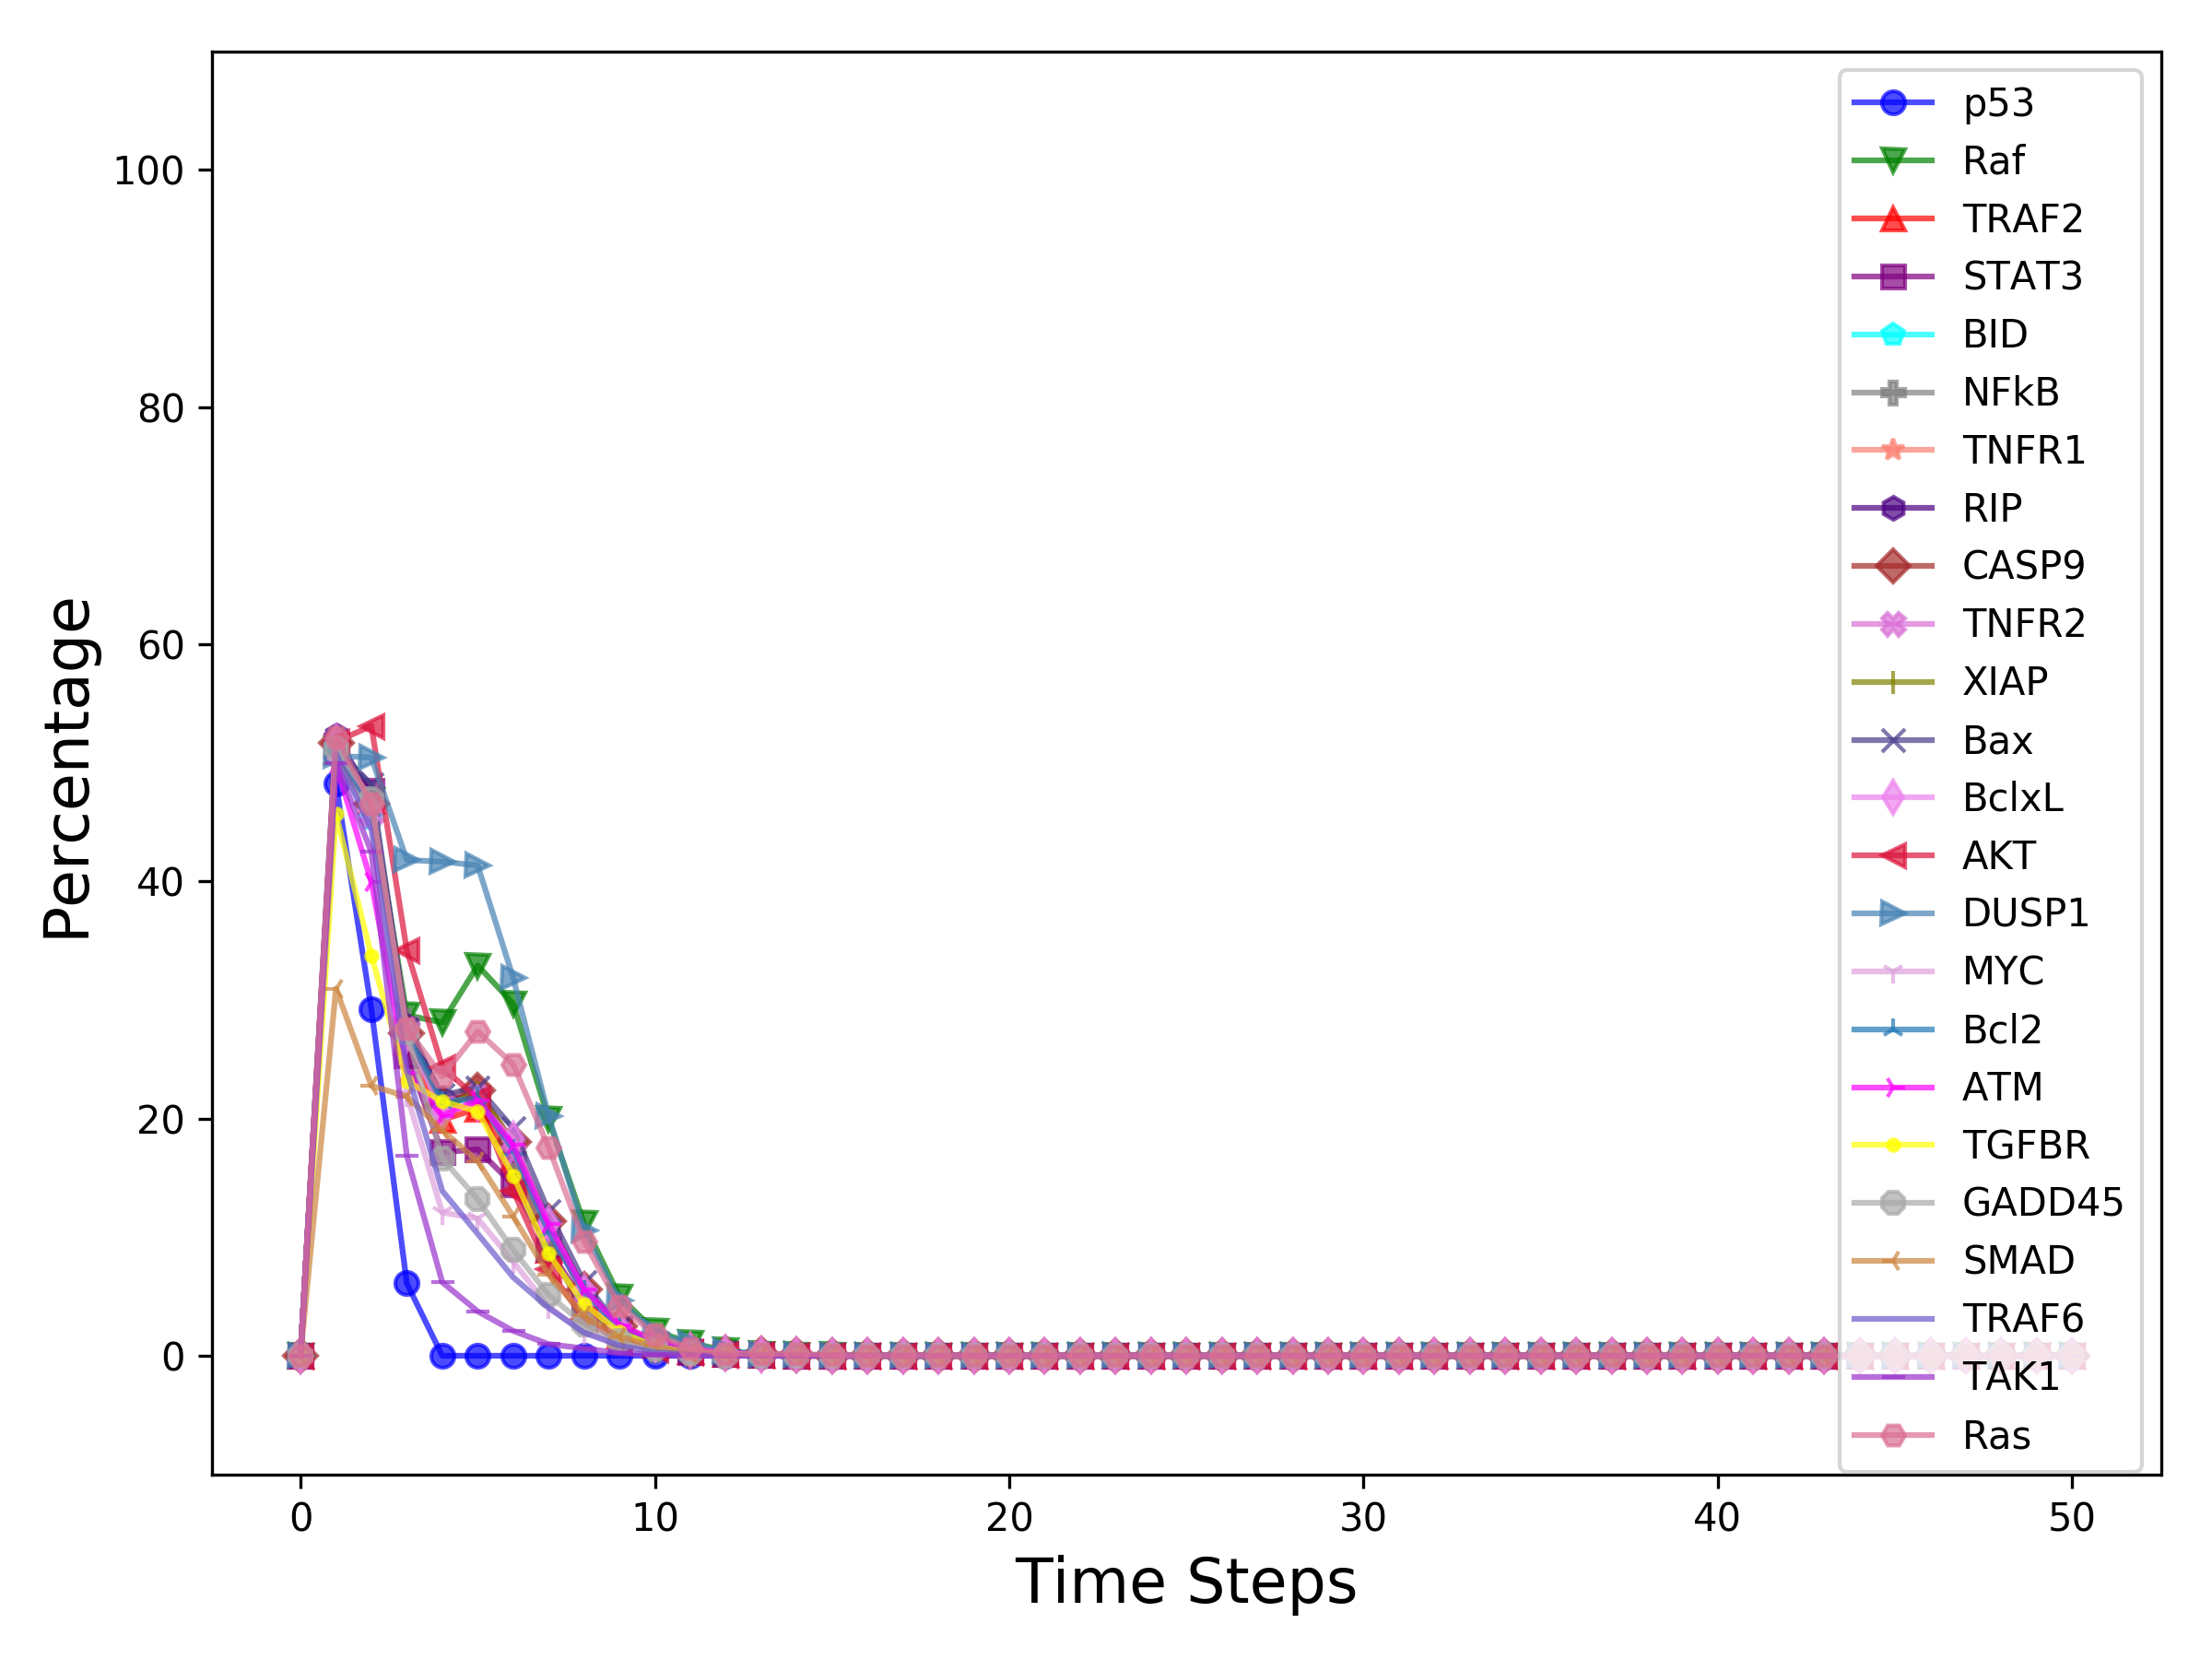 Percentage
100
80
60
40
20
0
0 10 20 30 40 50
Time Steps
p53
Raf
TRAF2
STAT3
BID
NFkB
TNFR1
RIP
CASP9
TNFR2
XIAP
Bax
BclxL
AKT
DUSP1
MYC
Bcl2
ATM
TGFBR
GADD45
SMAD
TRAF6
TAK1
Ras